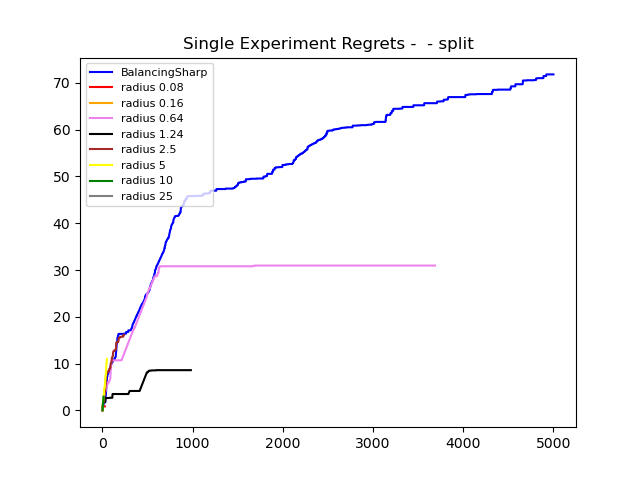 Single Experiment Regrets -  - split
BalancingSharp
radius 0.08
radius 0.16
radius 0.64
radius 1.24
radius 2.5
radius 5
radius 10
radius 25
70
60
50
40
30
20
10
0
0 1000 2000 3000 4000 5000